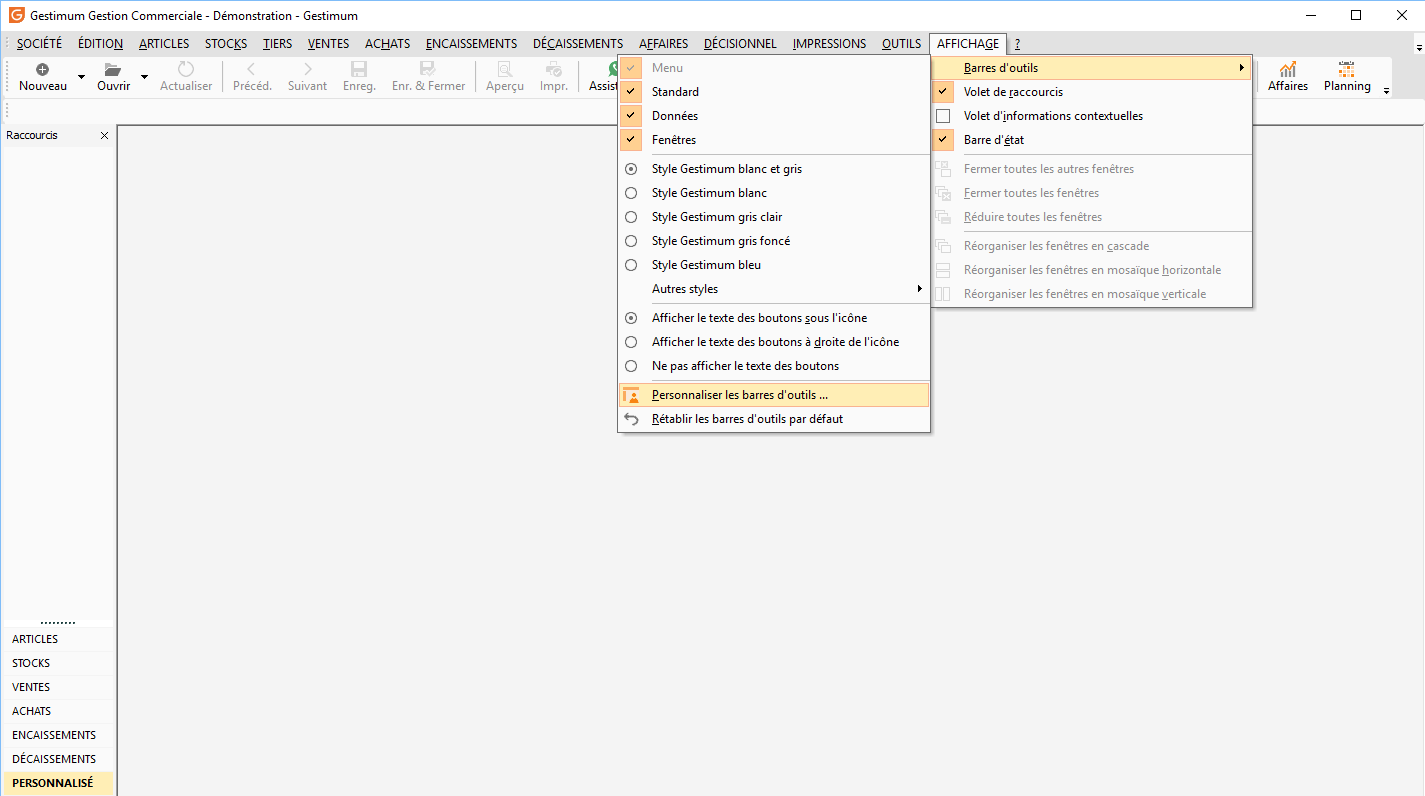 Gestimum Gestion Commerciale - Démonstration - Gestimum
SOCIÉTÉ ÉDITION ARTICLES STOCKS TIERS VENTES ACHATS ENCAISSEMENTS DÉCAISSEMENTS AFFAIRES DÉCISIONNEL IMPRESSIONS OUTILS AFFICHAGE ?
Nouveau Ouvrir Actualiser Précéd. Suivant Enreg. Enr. & Fermer Aperçu Impr. Assist Affaires Planning
Raccourcis
Menu
Standard
Données
Fenêtres
Style Gestimum blanc et gris
Style Gestimum blanc
Style Gestimum gris clair
Style Gestimum gris foncé
Style Gestimum bleu
Autres styles
Afficher le texte des boutons sous l'icône
Afficher le texte des boutons à droite de l'icône
Ne pas afficher le texte des boutons
Personnaliser les barres d'outils ...
Rétablir les barres d'outils par défaut
Barres d'outils
Volet de raccourcis
Volet d'informations contextuelles
Barre d'état
Fermer toutes les autres fenêtres
Fermer toutes les fenêtres
Réduire toutes les fenêtres
Réorganiser les fenêtres en cascade
Réorganiser les fenêtres en mosaïque horizontale
Réorganiser les fenêtres en mosaïque verticale
ARTICLES
STOCKS
VENTES
ACHATS
ENCAISSEMENTS
DÉCAISSEMENTS
PERSONNALISÉ